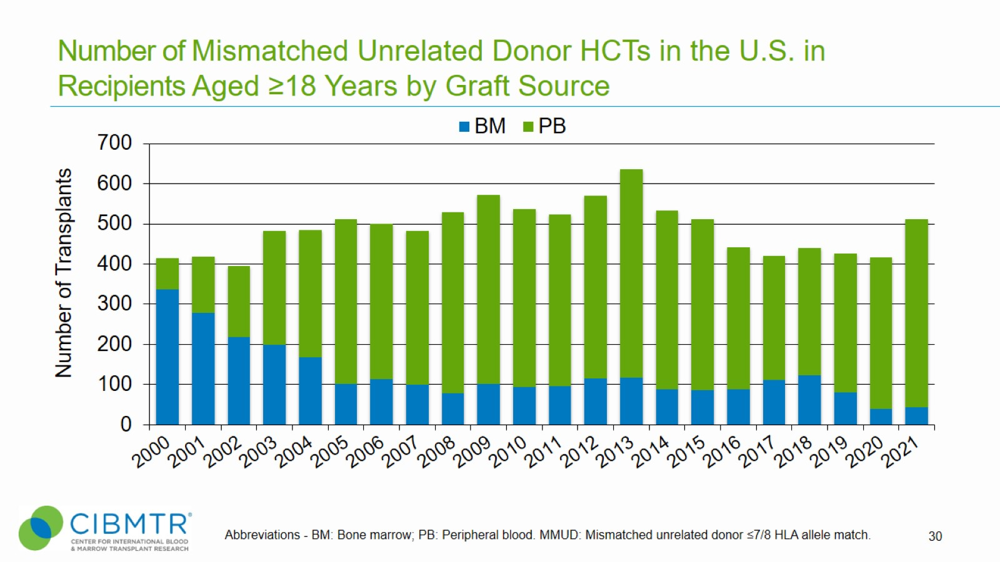 Number of Mismatched Unrelated Donor HCTs in the U.S. in
Recipients Aged ≥18 Years by Graft Source
BM PB
Number of Transplants
700
600
500
400
300
200
100
0
2000 2001 2002 2003 2004 2005 2006 2007 2008 2009 2010 2011 2012 2013 2014 2015 2016 2017 2018 2019 2020 2021
CIBMTR®
CENTER FOR INTERNATIONAL BLOOD
& MARROW TRANSPLANT RESEARCH
Abbreviations - BM: Bone marrow; PB: Peripheral blood. MMUD: Mismatched unrelated donor ≤7/8 HLA allele match.
30